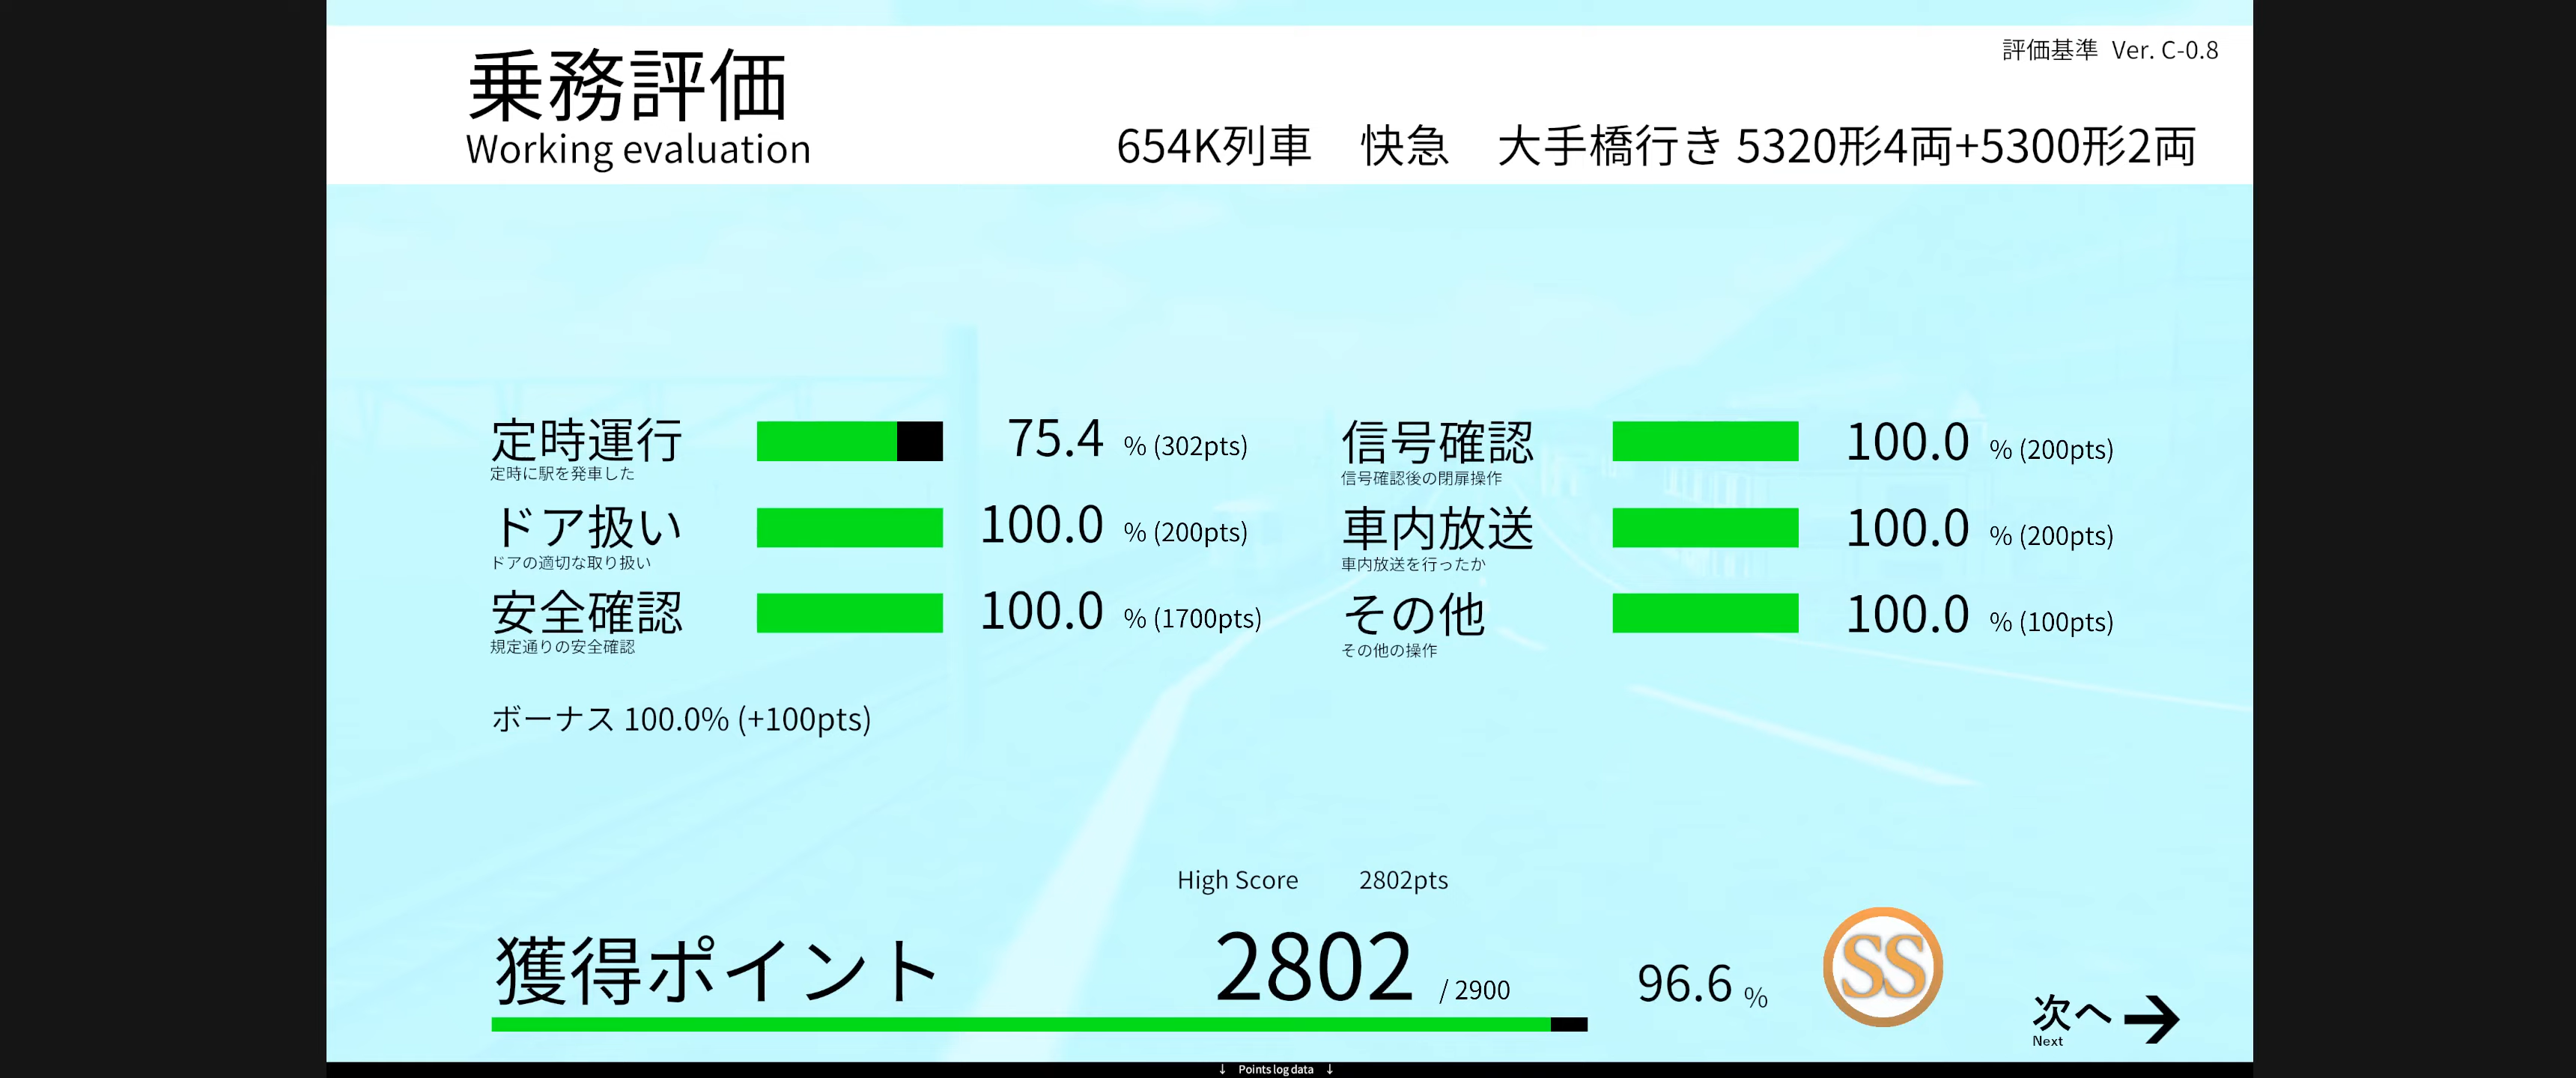 評価基準 Ver. C-0.8
乗務評価
Working evaluation
654K列車 快急 大手橋行き 5320形4両+5300形2両
定時運行 75.4 % (302pts)
定時に駅を発車した
信号確認 100.0 % (200pts)
信号確認後の閉扉操作
ドア扱い 100.0 % (200pts)
ドアの適切な取り扱い
車内放送 100.0 % (200pts)
車内放送を行ったか
安全確認 100.0 % (1700pts)
規定通りの安全確認
その他 100.0 % (100pts)
その他の操作
ボーナス 100.0% (+100pts)
High Score 2802pts
獲得ポイント 2802 / 2900 96.6 % SS
次へ
Next
↓ Points log data ↓